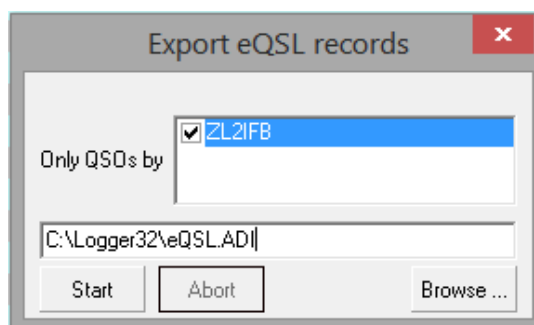 Export eQSL records
x
Only QSOs by
ZL2IFB
C:\Logger32\eQSL.ADI
Start Abort Browse ...